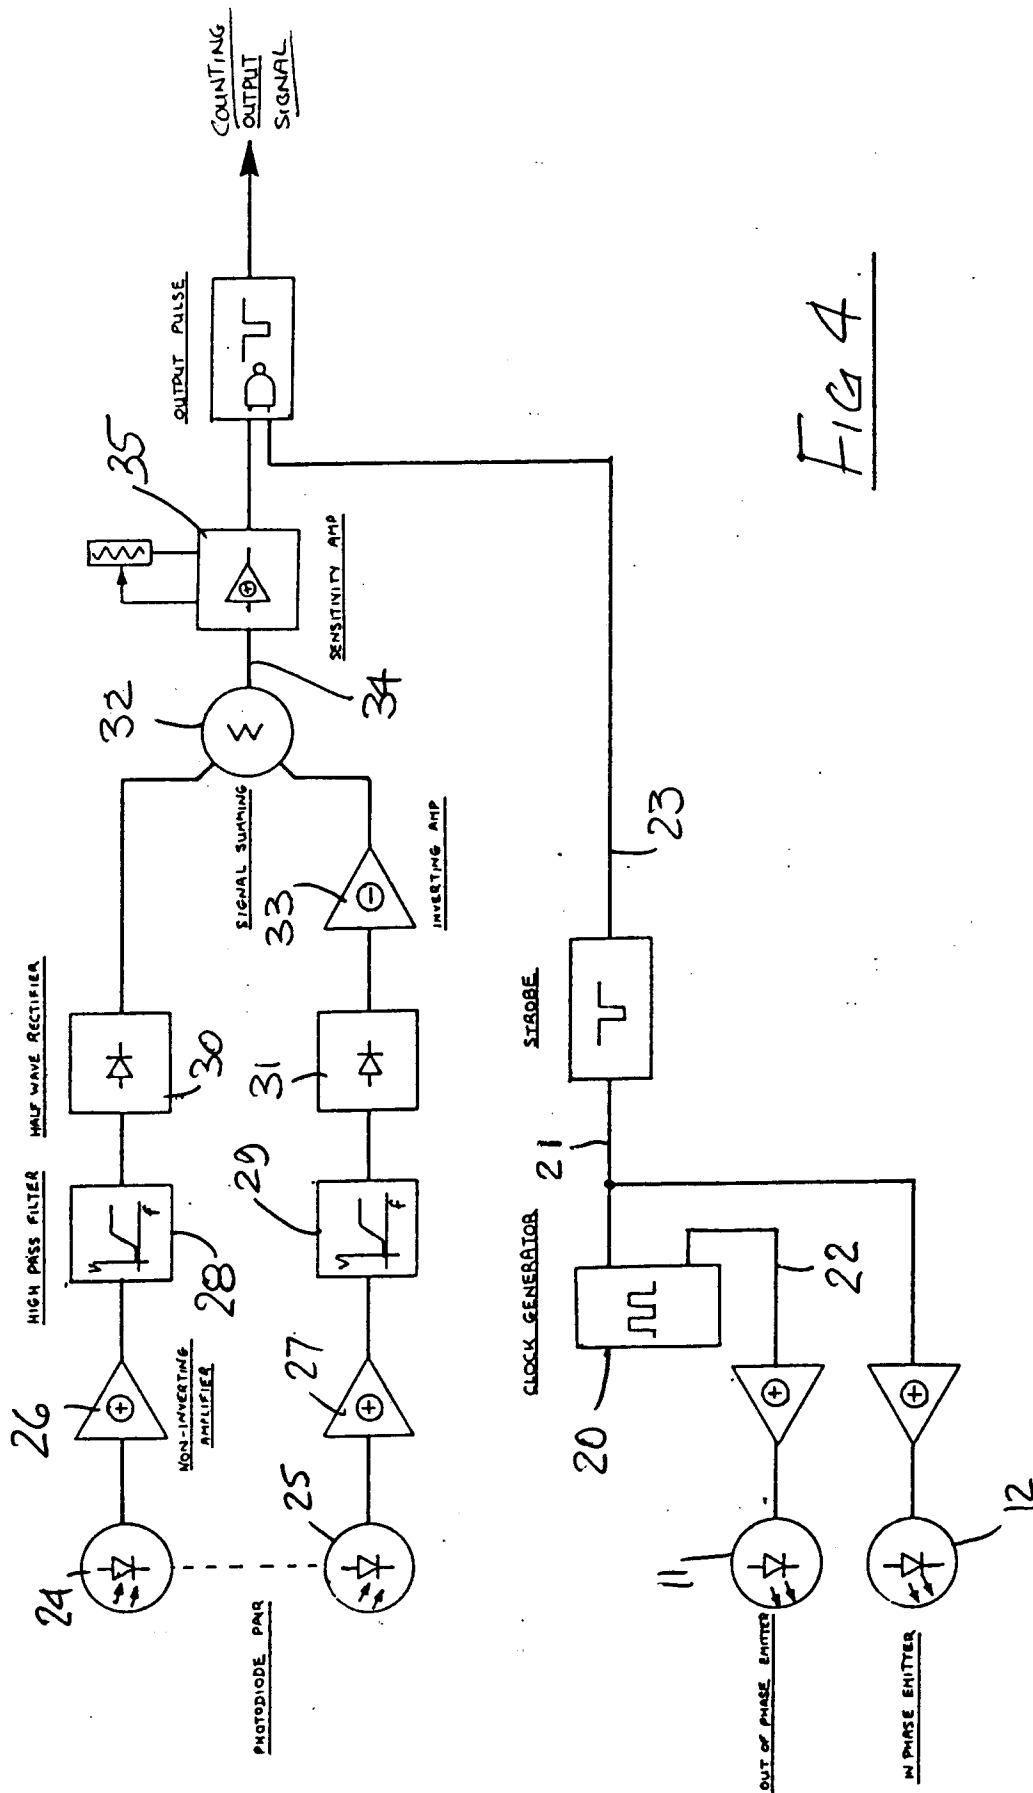 COUNTING
OUTPUT
SIGNAL
OUTPUT PULSE
35
SENSITIVITY AMP
32
34
Σ
SIGNAL SUMMING
33
INVERTING AMP
HALF WAVE RECTIFIER
30
31
HIGH PASS FILTER
28
29
V
f
V
f
26
NON-INVERTING
AMPLIFIER
27
24
25
PHOTODIODE PAIR
23
STROBE
21
CLOCK GENERATOR
20
22
11
OUT OF PHASE EMITTER
12
IN PHASE EMITTER
FIG 4